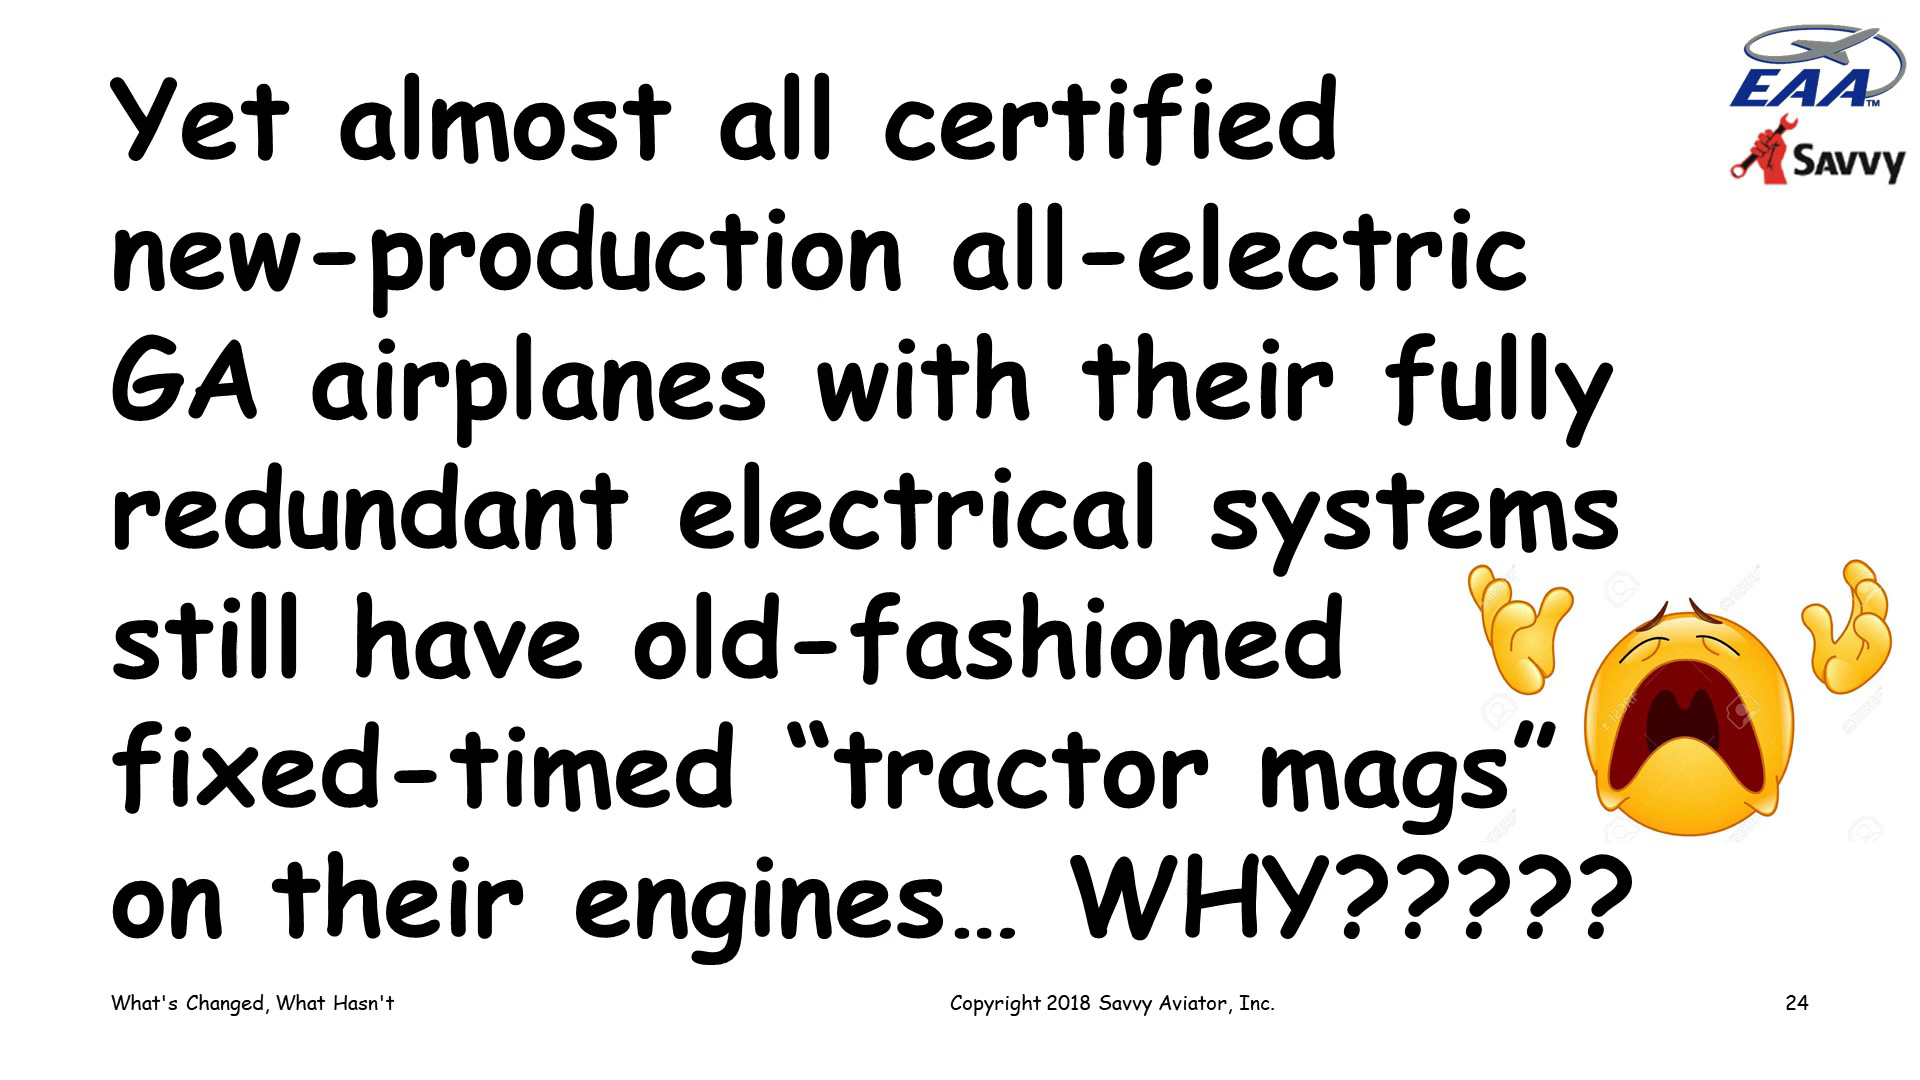 Yet almost all certified
new-production all-electric
GA airplanes with their fully
redundant electrical systems
still have old-fashioned
fixed-timed “tractor mags”
on their engines… WHY?????
EAA™
SAVVY
What's Changed, What Hasn't
Copyright 2018 Savvy Aviator, Inc.
24